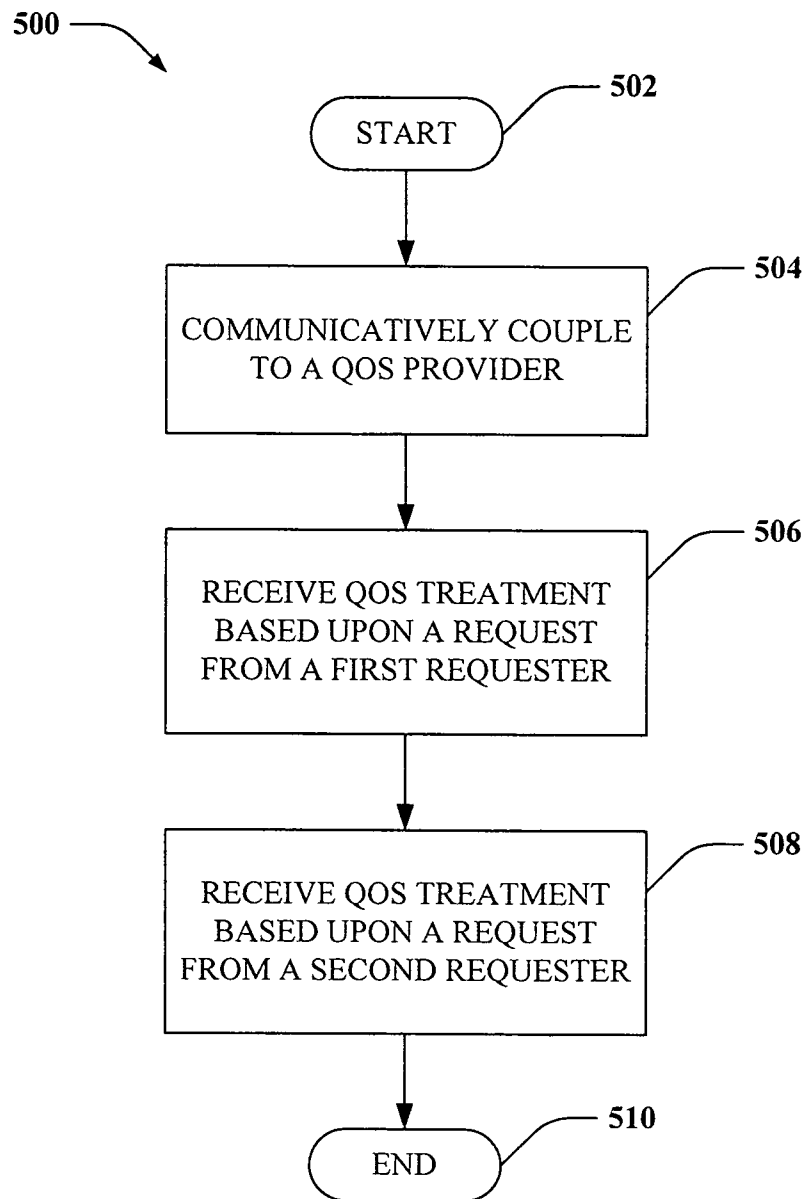 500
502
START
504
COMMUNICATIVELY COUPLE
TO A QOS PROVIDER
506
RECEIVE QOS TREATMENT
BASED UPON A REQUEST
FROM A FIRST REQUESTER
508
RECEIVE QOS TREATMENT
BASED UPON A REQUEST
FROM A SECOND REQUESTER
510
END